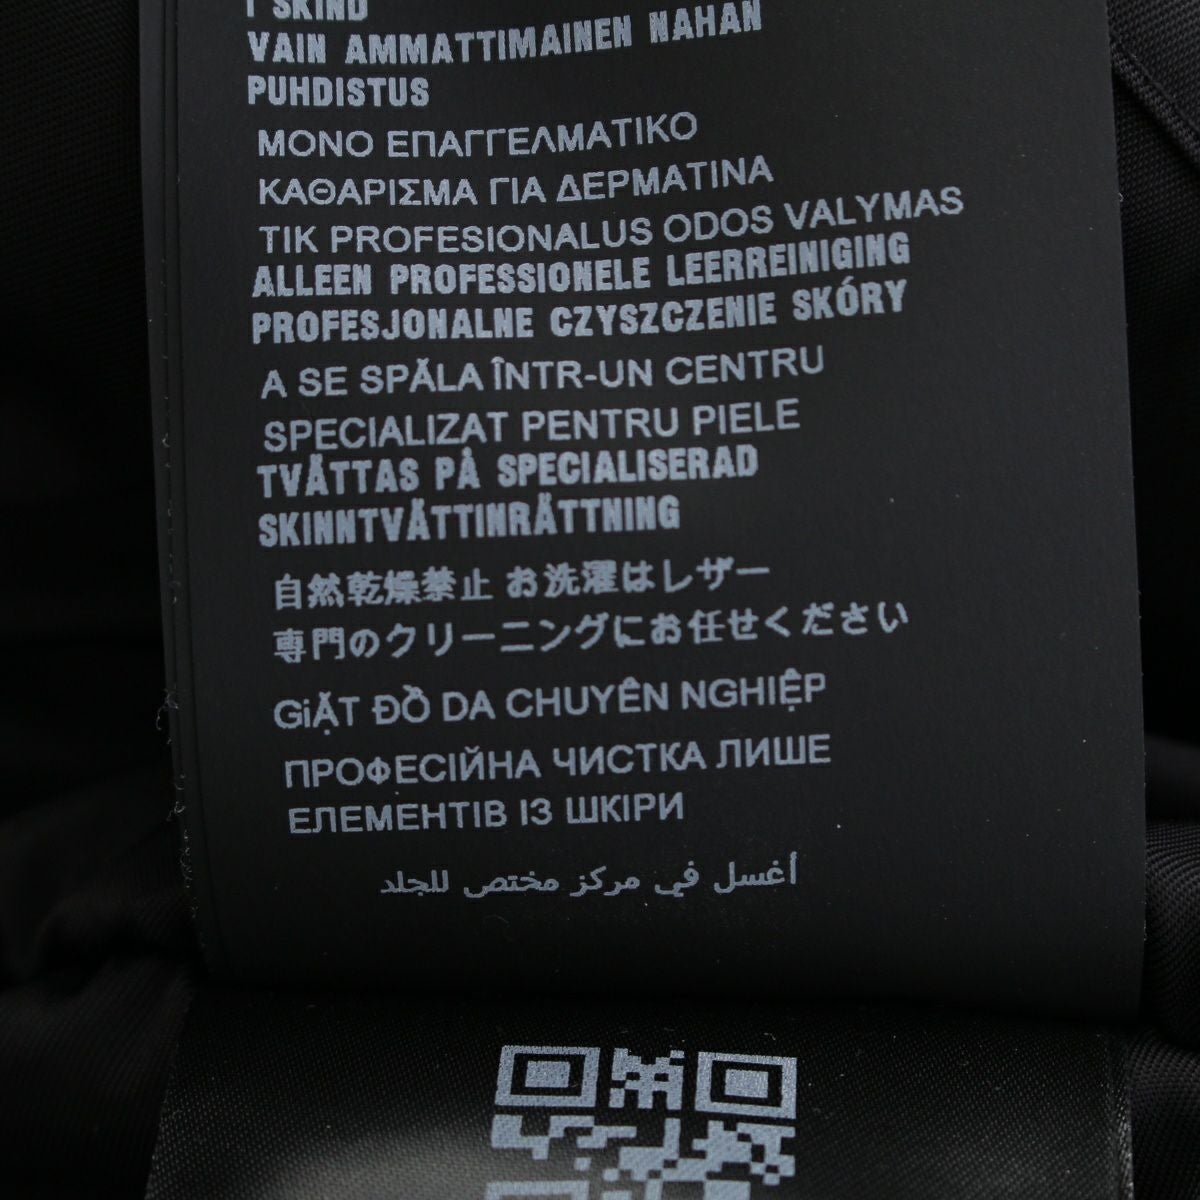 I SKIND
VAIN AMMATTIMAINEN NAHAN
PUHDISTUS
ΜΟΝΟ ΕΠΑΓΓΕΛΜΑΤΙΚΟ
ΚΑΘΑΡΙΣΜΑ ΓΙΑ ΔΕΡΜΑΤΙΝΑ
TIK PROFESIONALUS ODOS VALYMAS
ALLEEN PROFESSIONELE LEERREINIGING
PROFESJONALNE CZYSZCZENIE SKÓRY
A SE SPĂLA ÎNTR-UN CENTRU
SPECIALIZAT PENTRU PIELE
TVÅTTAS PÅ SPECIALISERAD
SKINNTVÅTTINRÅTTNING
自然乾燥禁止 お洗濯はレザー
専門のクリーニングにお任せください
GiẶT ĐỒ DA CHUYÊN NGHIỆP
ПРОФЕСІЙНА ЧИСТКА ЛИШЕ
ЕЛЕМЕНТІВ ІЗ ШКІРИ
أغسل في مركز مختص للجلد